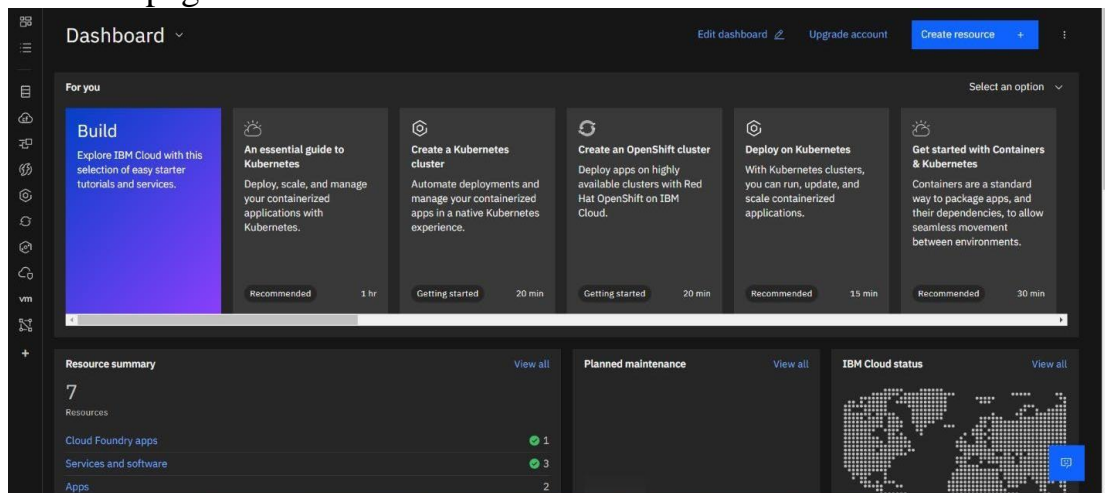 Dashboard
Edit dashboard
Upgrade account
Create resource +
For you
Select an option
Build
Explore IBM Cloud with this
selection of easy starter
tutorials and services.
An essential guide to
Kubernetes
Deploy, scale, and manage
your containerized
applications with
Kubernetes.
Recommended 1 hr
Create a Kubernetes
cluster
Automate deployments and
manage your containerized
apps in a native Kubernetes
experience.
Getting started 20 min
Create an OpenShift cluster
Deploy apps on highly
available clusters with Red
Hat OpenShift on IBM
Cloud.
Getting started 20 min
Deploy on Kubernetes
With Kubernetes clusters,
you can run, update, and
scale containerized
applications.
Recommended 15 min
Get started with Containers
& Kubernetes
Containers are a standard
way to package apps, and
their dependencies, to allow
seamless movement
between environments.
Recommended 30 min
vm
+
Resource summary View all
7
Resources
Cloud Foundry apps 1
Services and software 3
Apps 2
Planned maintenance View all
IBM Cloud status View all